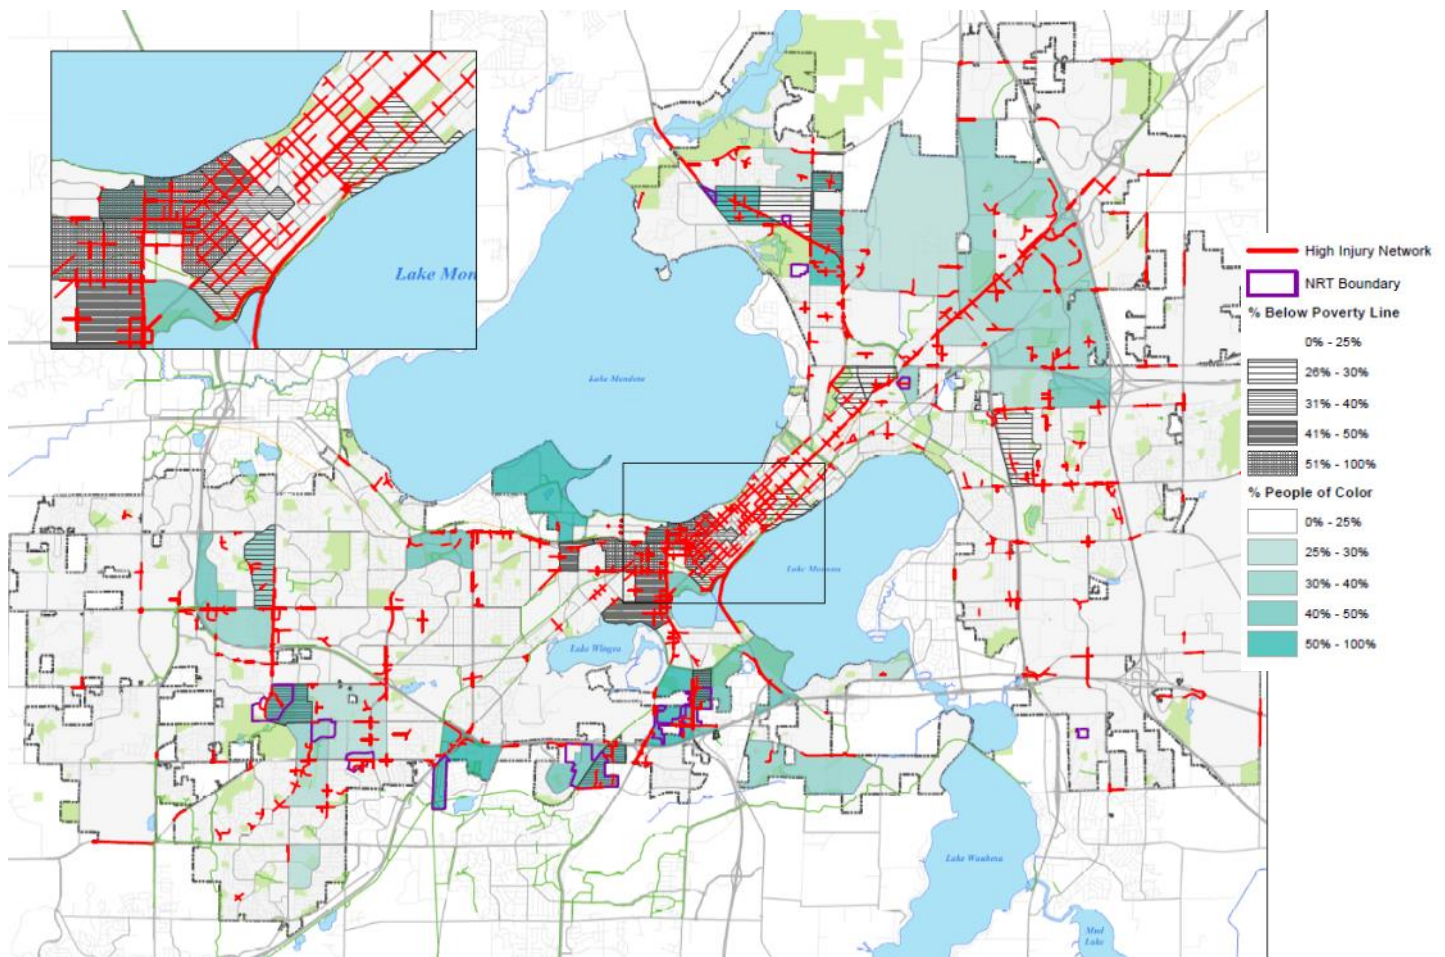 Lake Mon
Lake Mendota
Lake Monona
Lake Wingra
Lake Waubesa
Mud
Lake
High Injury Network
NRT Boundary
% Below Poverty Line
0% - 25%
26% - 30%
31% - 40%
41% - 50%
51% - 100%
% People of Color
0% - 25%
25% - 30%
30% - 40%
40% - 50%
50% - 100%